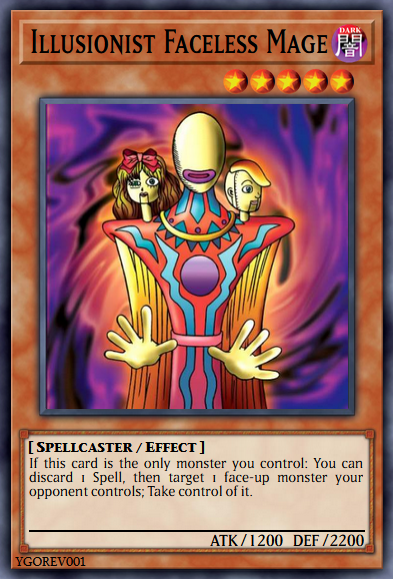 Illusionist Faceless Mage
DARK
闇
[ Spellcaster / Effect ]
If this card is the only monster you control: You can
discard 1 Spell, then target 1 face-up monster your
opponent controls; Take control of it.
ATK/1200 DEF/2200
YGOREV001